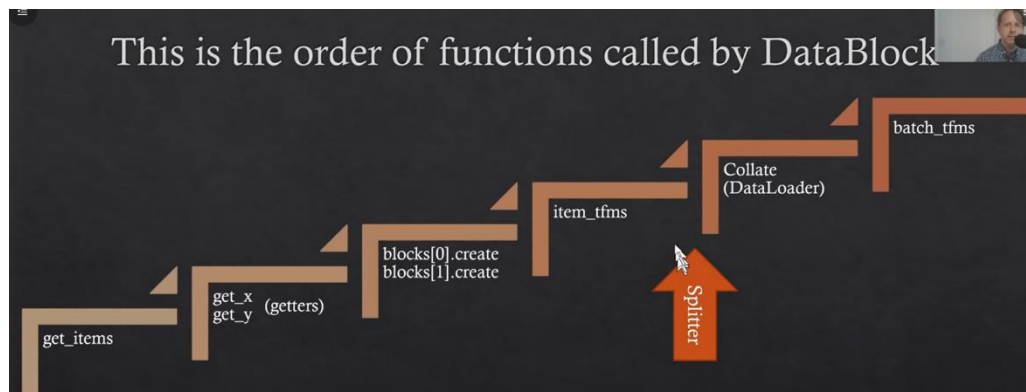 This is the order of functions called by DataBlock
get_items
get_x
get_y
(getters)
blocks[0].create
blocks[1].create
item_tfms
Collate
(DataLoader)
batch_tfms
Splitter